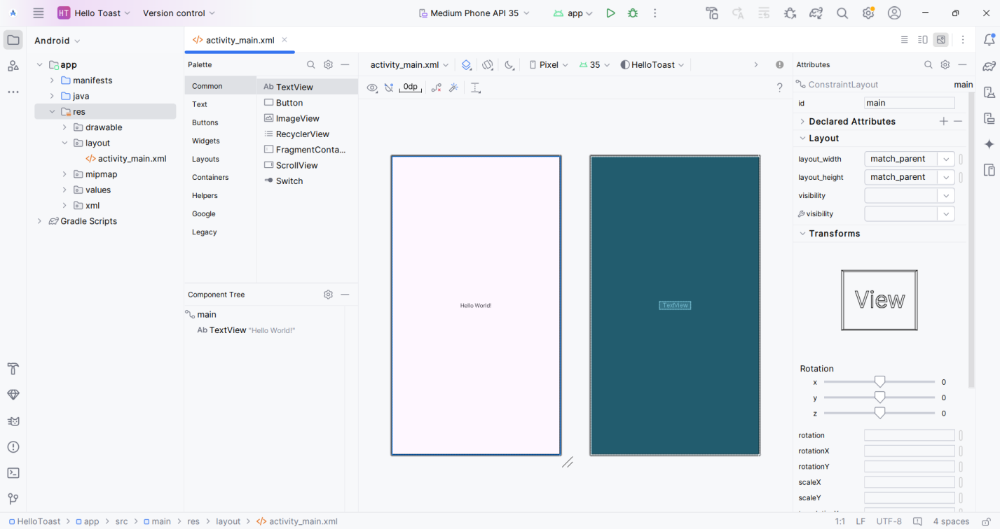 HT Hello Toast Version control Medium Phone API 35 app
Android
activity_main.xml
app
manifests
java
res
drawable
layout
activity_main.xml
mipmap
values
xml
Gradle Scripts
Palette
Common
Text
Buttons
Widgets
Layouts
Containers
Helpers
Google
Legacy
Ab TextView
Button
ImageView
RecyclerView
FragmentConta...
ScrollView
Switch
Component Tree
main
Ab TextView "Hello World!"
activity_main.xml Pixel 35 HelloToast
0dp ?
Hello World!
TextView
Attributes
ConstraintLayout main
id main
Declared Attributes
Layout
layout_width match_parent
layout_height match_parent
visibility
visibility
Transforms
View
Rotation
x 0
y 0
z 0
rotation
rotationX
rotationY
scaleX
scaleY
HelloToast > app > src > main > res > layout > activity_main.xml 1:1 LF UTF-8 4 spaces